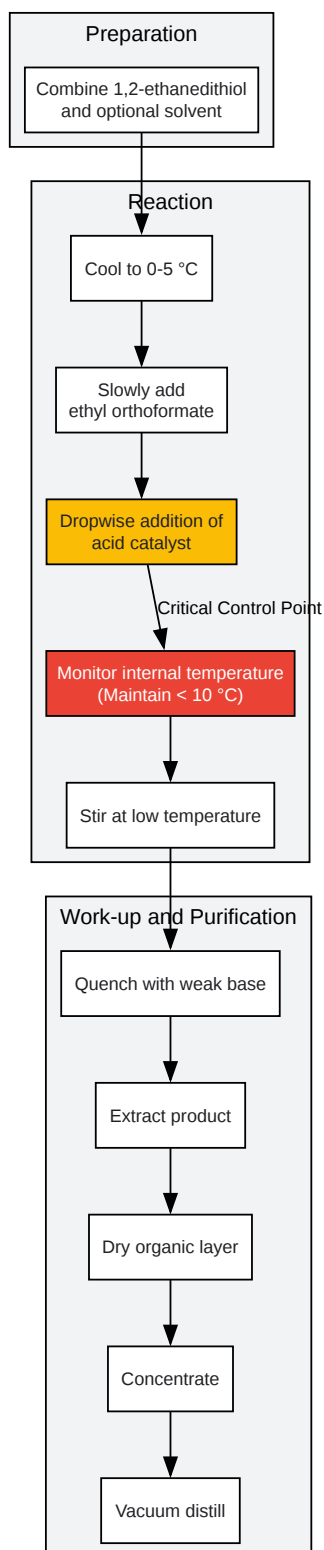 Preparation
Combine 1,2-ethanedithiol
and optional solvent
Reaction
Cool to 0-5 °C
Slowly add
ethyl orthoformate
Dropwise addition of
acid catalyst
Critical Control Point
Monitor internal temperature
(Maintain < 10 °C)
Stir at low temperature
Work-up and Purification
Quench with weak base
Extract product
Dry organic layer
Concentrate
Vacuum distill